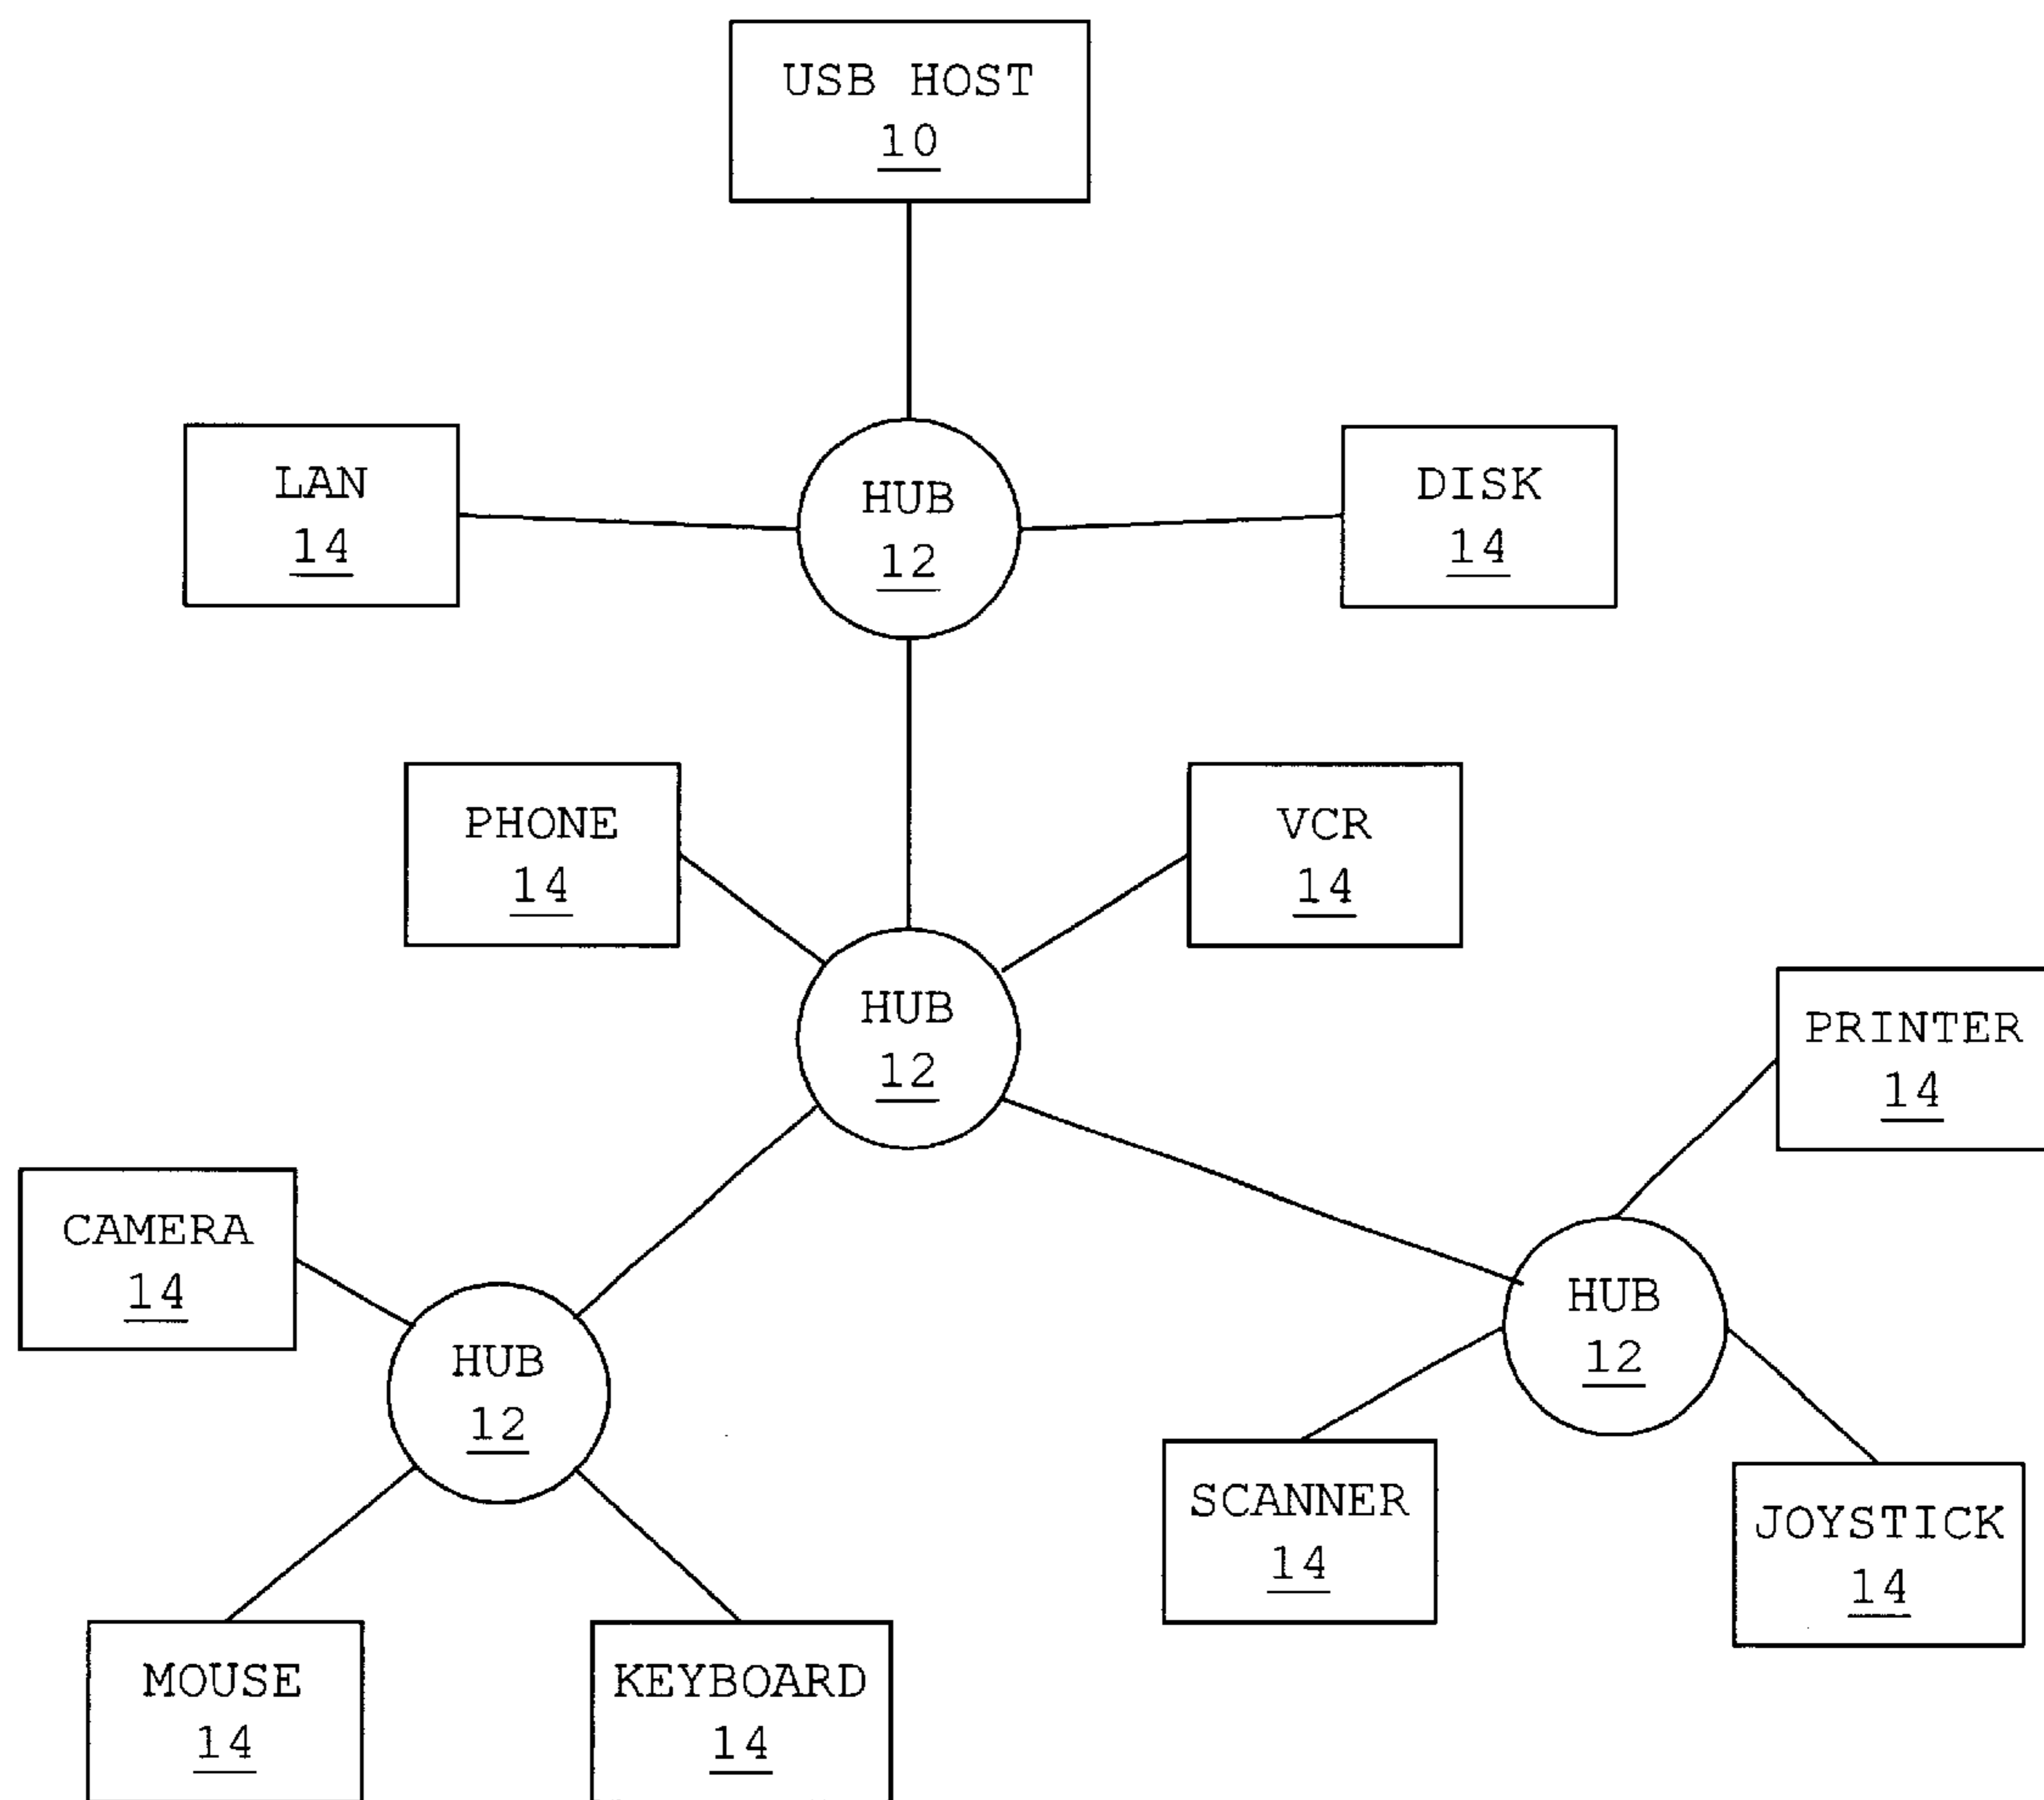 USB HOST
10
LAN
14
HUB
12
DISK
14
PHONE
14
VCR
14
HUB
12
PRINTER
14
CAMERA
14
HUB
12
HUB
12
SCANNER
14
JOYSTICK
14
MOUSE
14
KEYBOARD
14